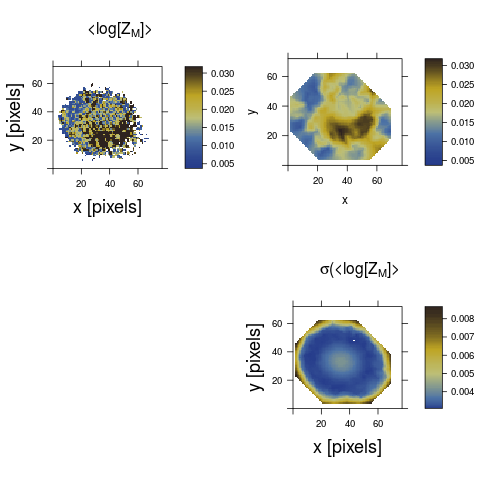 <log[Z_M]>
60
40
20
20 40 60
x [pixels]
y [pixels]
0.030
0.025
0.020
0.015
0.010
0.005
60
40
20
20 40 60
x
y
0.030
0.025
0.020
0.015
0.010
0.005
σ(<log[Z_M]>
60
40
20
20 40 60
x [pixels]
y [pixels]
0.008
0.007
0.006
0.005
0.004